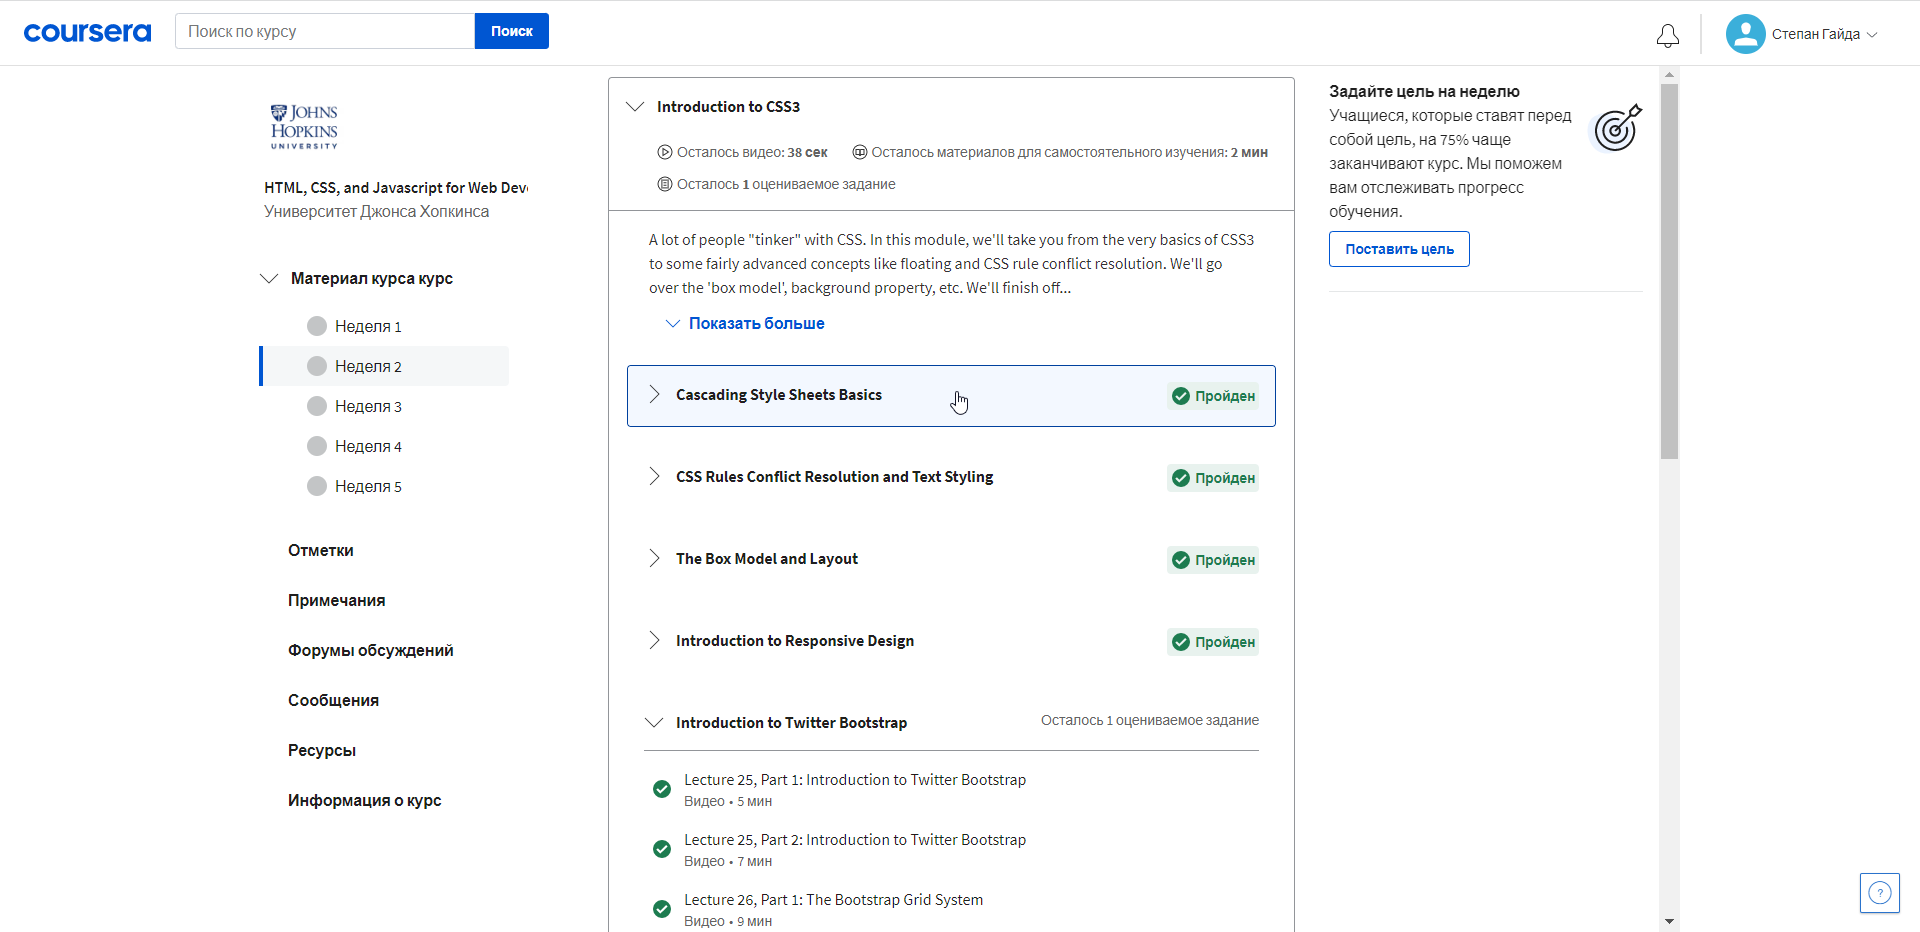 coursera
Поиск по курсу
Поиск
Степан Гайда
JOHNS
HOPKINS
UNIVERSITY
HTML, CSS, and Javascript for Web Dev
Университет Джонса Хопкинса
Материал курса курс
Неделя 1
Неделя 2
Неделя 3
Неделя 4
Неделя 5
Отметки
Примечания
Форумы обсуждений
Сообщения
Ресурсы
Информация о курс
Introduction to CSS3
Осталось видео: 38 сек
Осталось материалов для самостоятельного изучения: 2 мин
Осталось 1 оцениваемое задание
A lot of people "tinker" with CSS. In this module, we'll take you from the very basics of CSS3
to some fairly advanced concepts like floating and CSS rule conflict resolution. We'll go
over the 'box model', background property, etc. We'll finish off...
Показать больше
Cascading Style Sheets Basics
Пройден
CSS Rules Conflict Resolution and Text Styling
Пройден
The Box Model and Layout
Пройден
Introduction to Responsive Design
Пройден
Introduction to Twitter Bootstrap
Осталось 1 оцениваемое задание
Lecture 25, Part 1: Introduction to Twitter Bootstrap
Видео • 5 мин
Lecture 25, Part 2: Introduction to Twitter Bootstrap
Видео • 7 мин
Lecture 26, Part 1: The Bootstrap Grid System
Видео • 9 мин
Задайте цель на неделю
Учащиеся, которые ставят перед
собой цель, на 75% чаще
заканчивают курс. Мы поможем
вам отслеживать прогресс
обучения.
Поставить цель
?